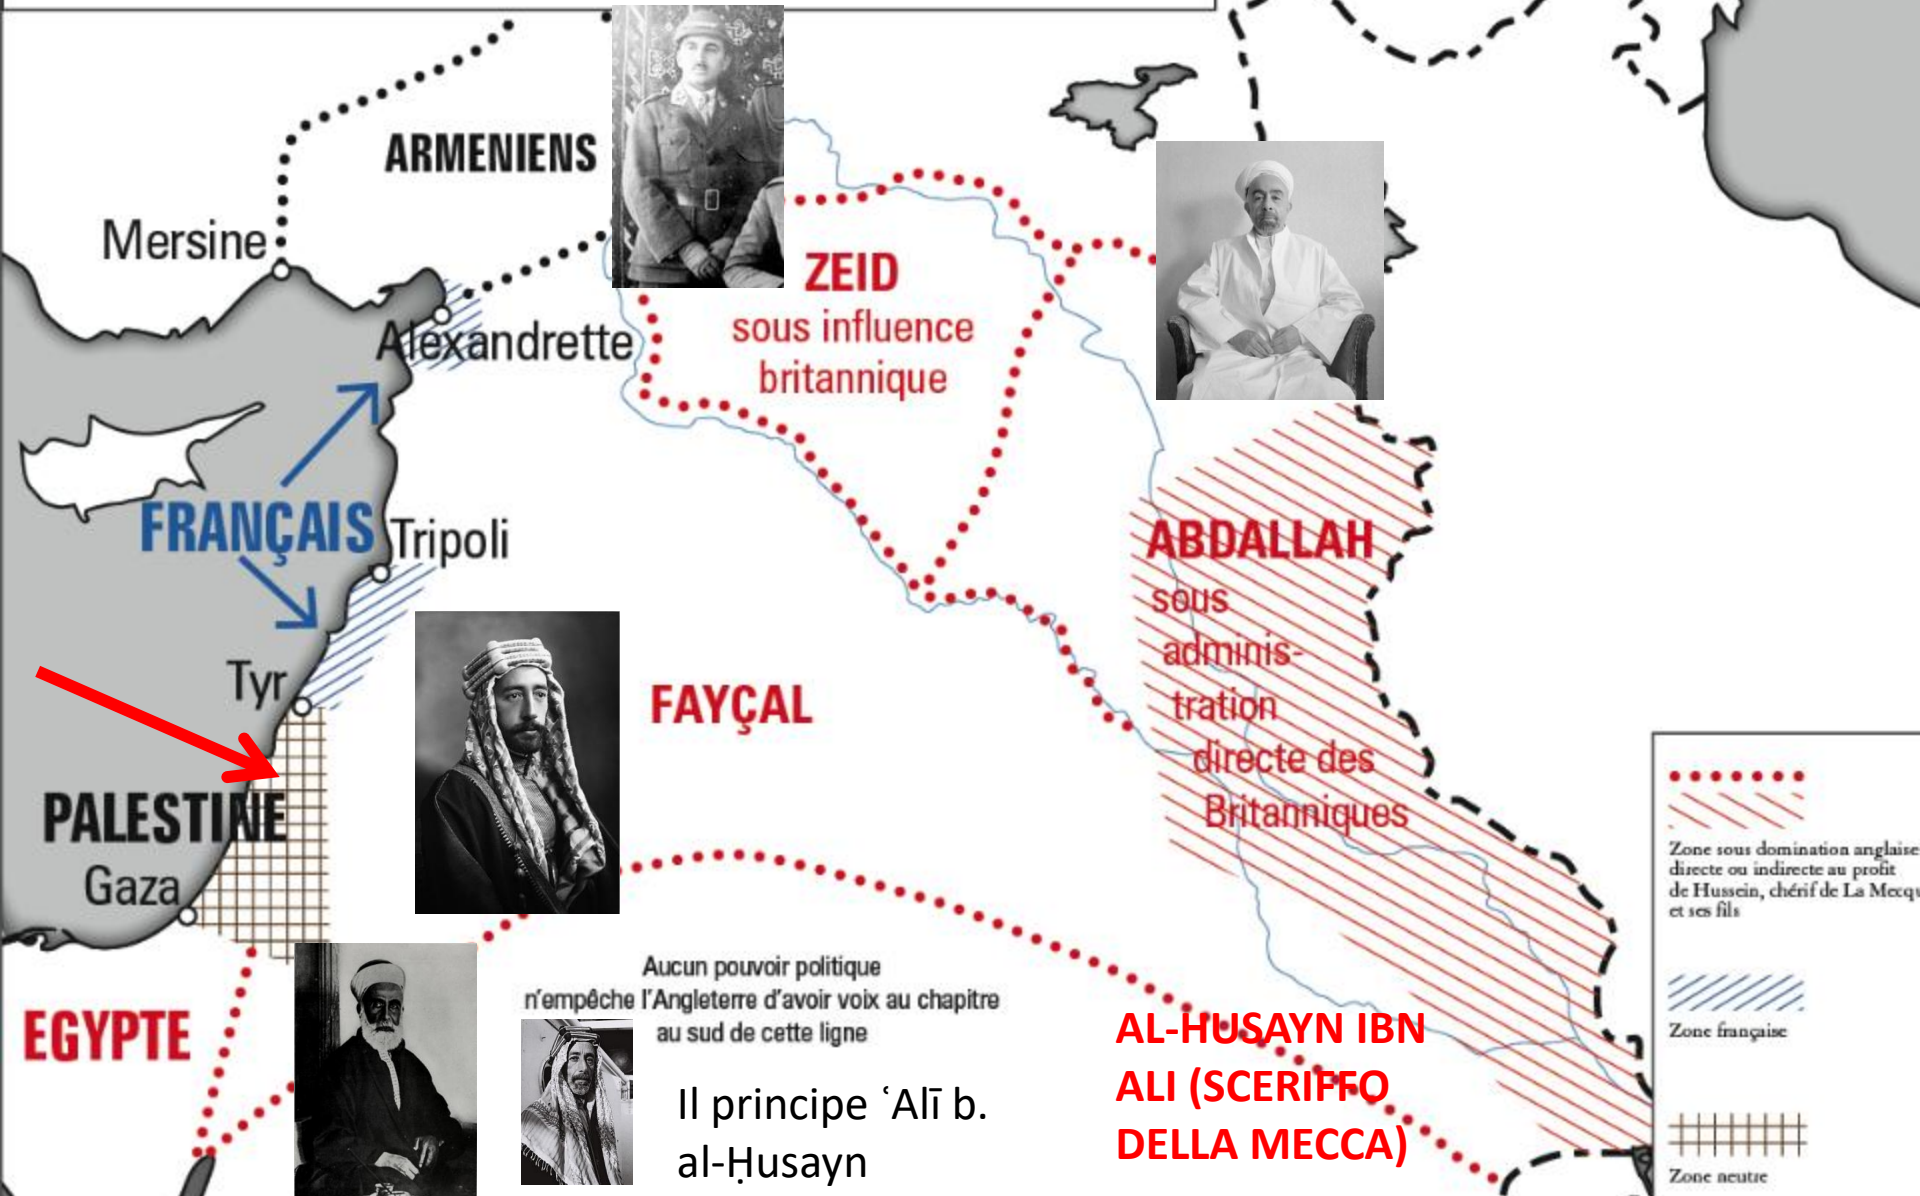 ARMENIENS
Mersine
ZEID
sous influence
britannique
Alexandrette
FRANÇAIS
Tripoli
ABDALLAH
sous
adminis-
tration
directe des
Britanniques
Tyr
FAYÇAL
PALESTINE
Gaza
EGYPTE
Aucun pouvoir politique
n'empêche l'Angleterre d'avoir voix au chapitre
au sud de cette ligne
Il principe ʿAlī b.
al-Ḥusayn
AL-HUSAYN IBN
ALI (SCERIFFO
DELLA MECCA)
Zone sous domination anglaise
directe ou indirecte au profit
de Hussein, chérif de La Mecqu
et ses fils
Zone française
Zone neutre